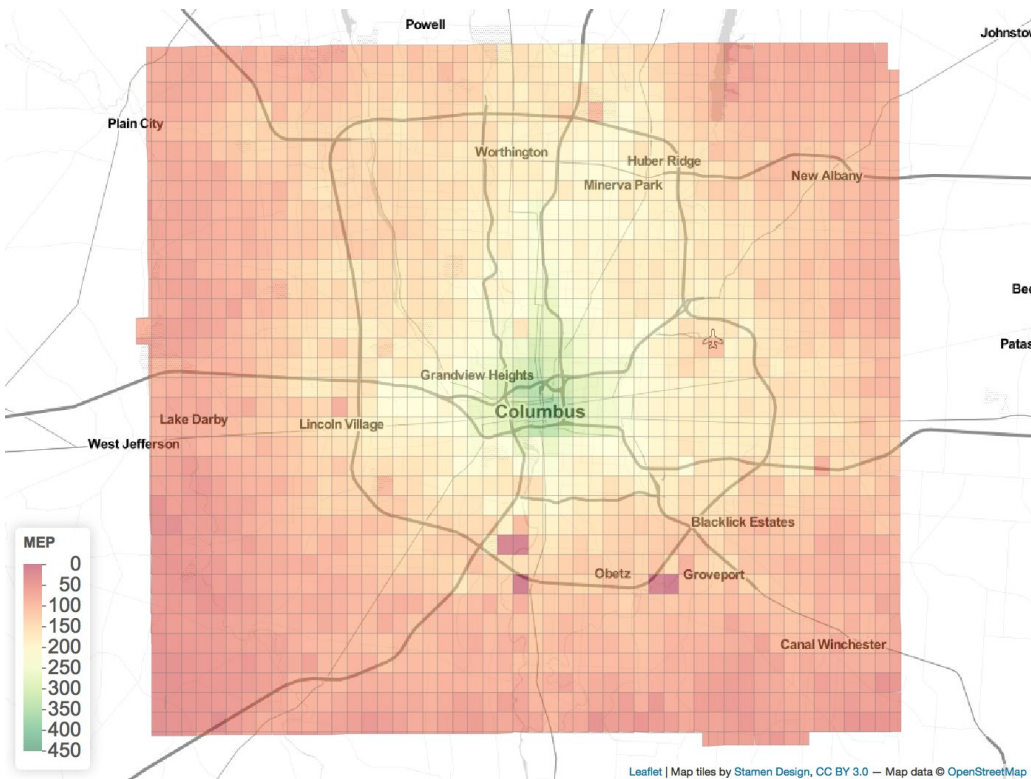 Powell
Johnstow
Plain City
Worthington
Huber Ridge
Minerva Park
New Albany
Bee
Patas
Grandview Heights
Columbus
Lake Darby
Lincoln Village
West Jefferson
Blacklick Estates
Obetz
Groveport
Canal Winchester
MEP
0
50
100
150
200
250
300
350
400
450
Leaflet | Map tiles by Stamen Design, CC BY 3.0 — Map data © OpenStreetMap